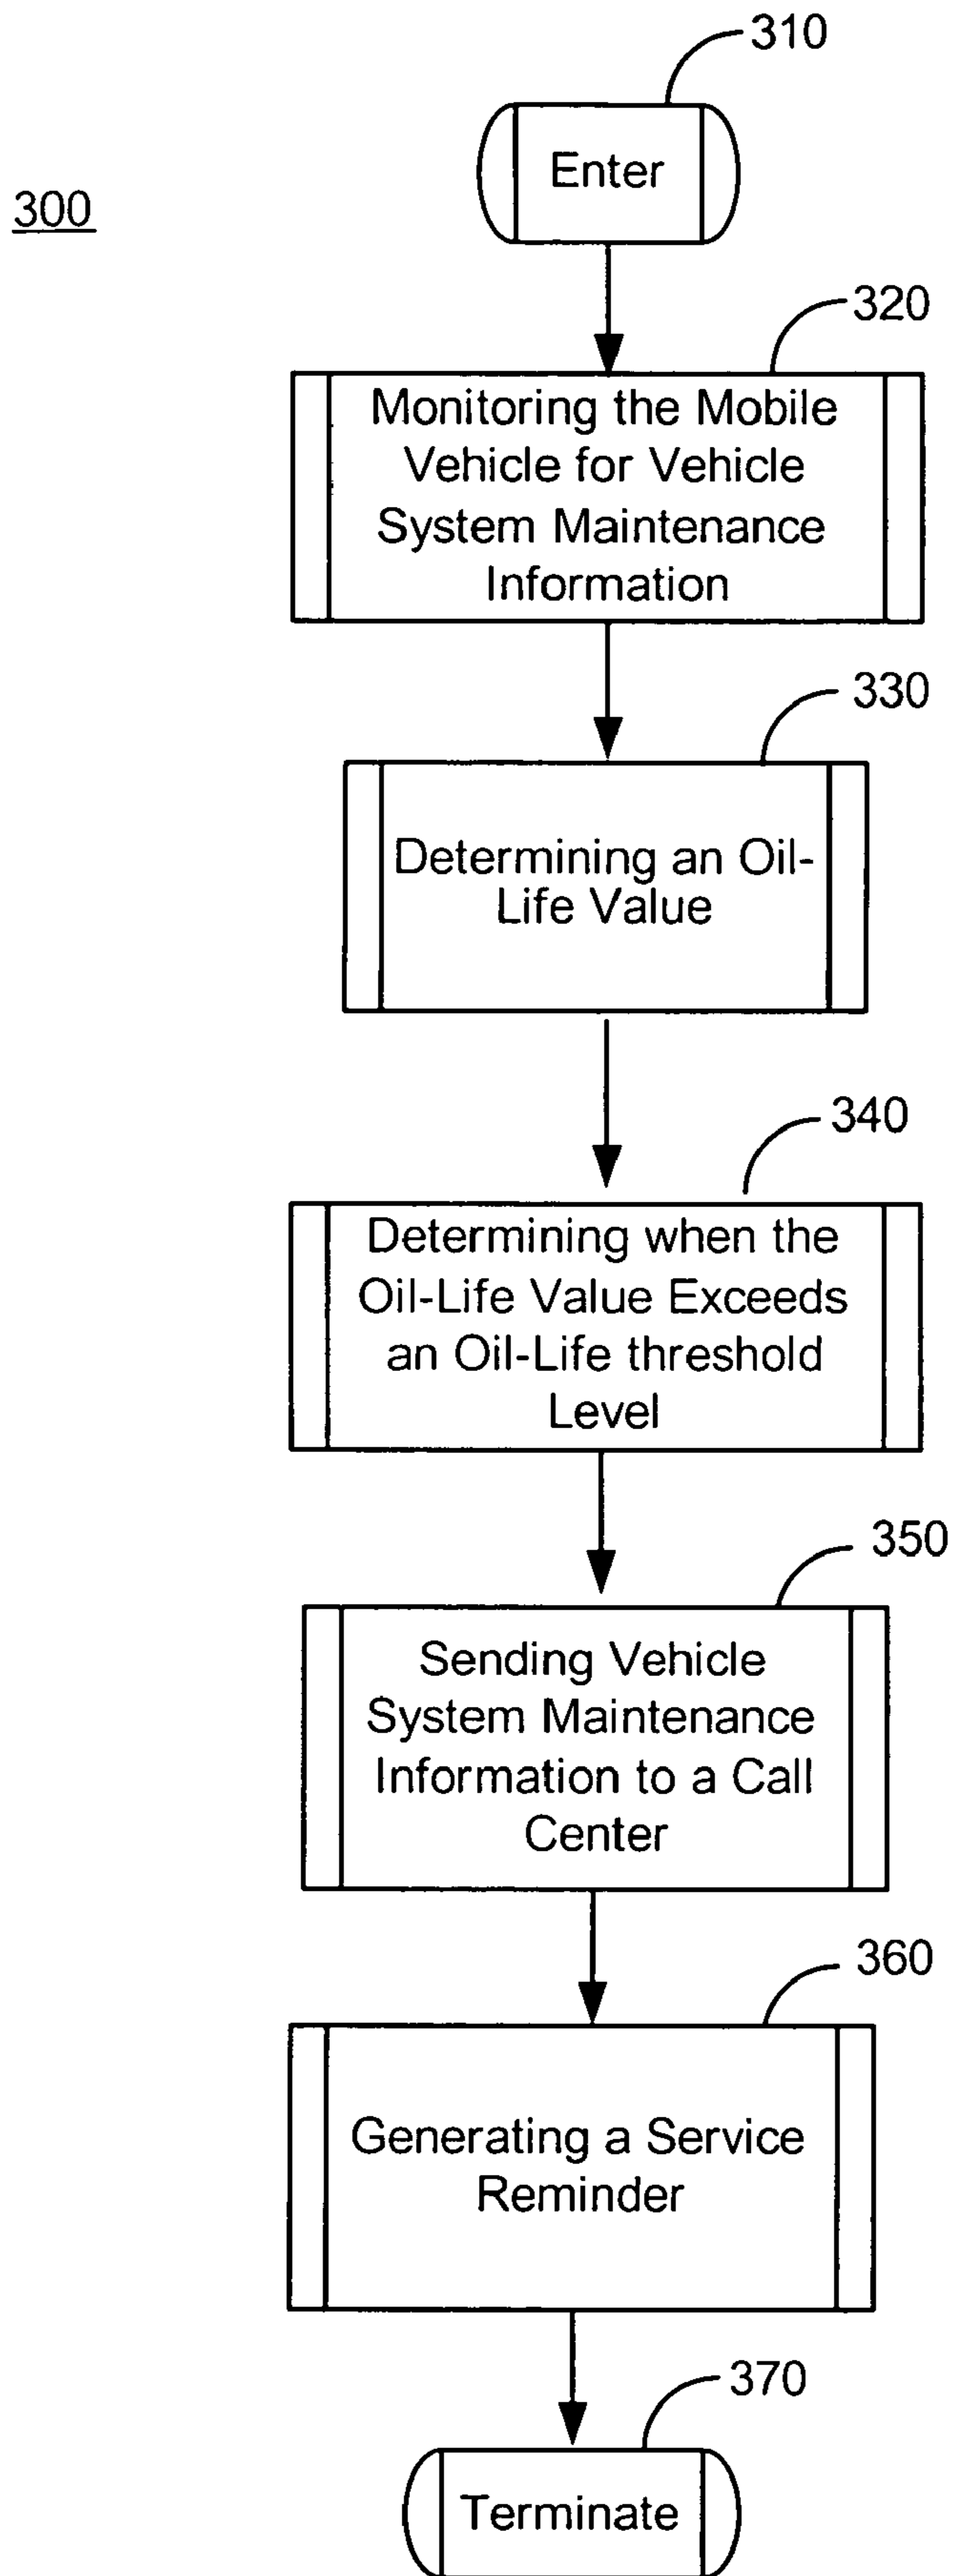 310
Enter
300
320
Monitoring the Mobile
Vehicle for Vehicle
System Maintenance
Information
330
Determining an Oil-
Life Value
340
Determining when the
Oil-Life Value Exceeds
an Oil-Life threshold
Level
350
Sending Vehicle
System Maintenance
Information to a Call
Center
360
Generating a Service
Reminder
370
Terminate